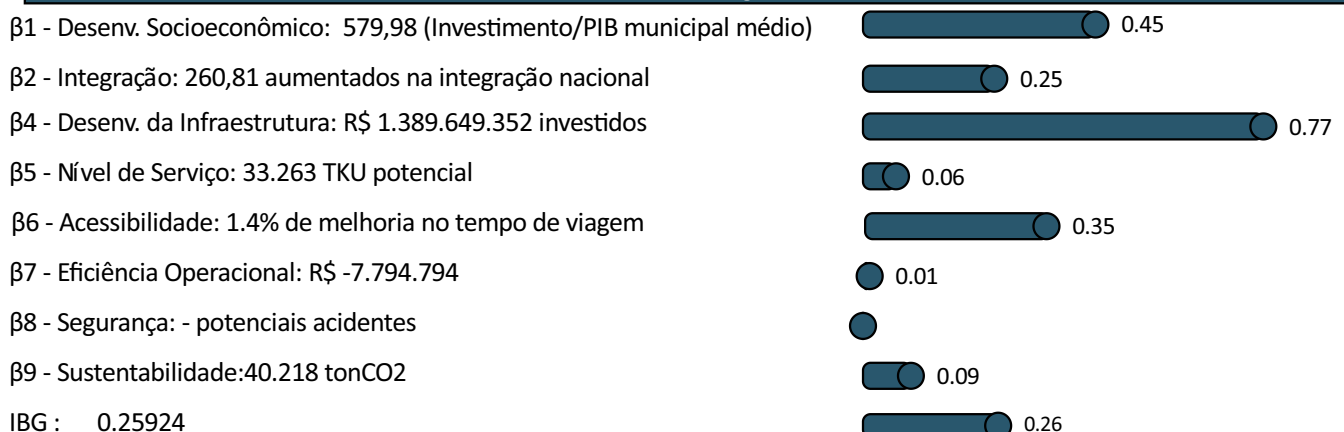 β1 - Desenv. Socioeconômico: 579,98 (Investimento/PIB municipal médio) 0.45
β2 - Integração: 260,81 aumentados na integração nacional 0.25
β4 - Desenv. da Infraestrutura: R$ 1.389.649.352 investidos 0.77
β5 - Nível de Serviço: 33.263 TKU potencial 0.06
β6 - Acessibilidade: 1.4% de melhoria no tempo de viagem 0.35
β7 - Eficiência Operacional: R$ -7.794.794 0.01
β8 - Segurança: - potenciais acidentes
β9 - Sustentabilidade:40.218 tonCO2 0.09
IBG : 0.25924 0.26